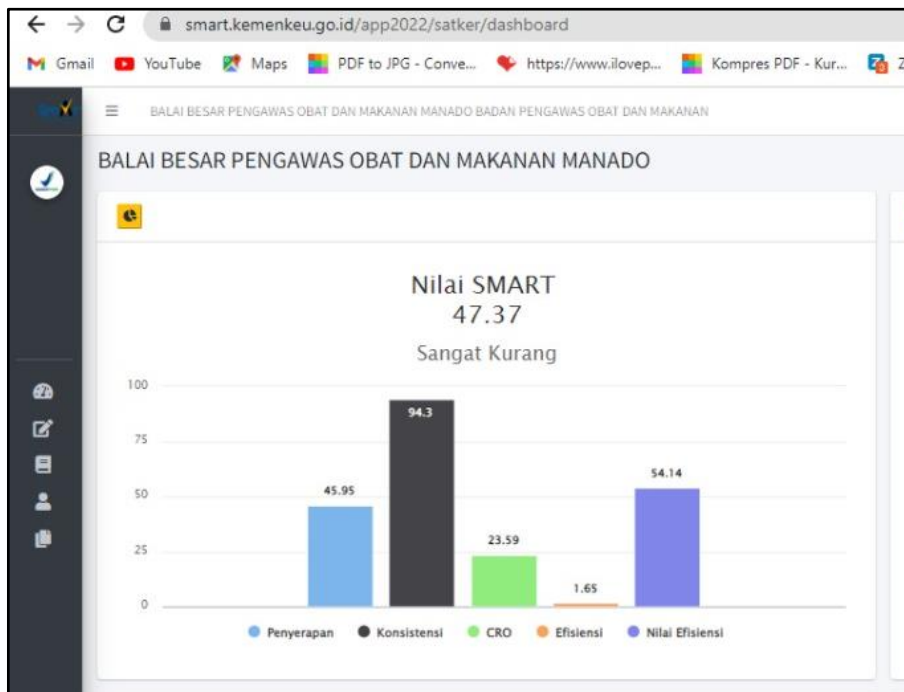 smart.kemenkeu.go.id/app2022/satker/dashboard
Gmail YouTube Maps PDF to JPG - Conve... https://www.ilovep... Kompres PDF - Kur... Z
BALAI BESAR PENGAWAS OBAT DAN MAKANAN MANADO BADAN PENGAWAS OBAT DAN MAKANAN
BALAI BESAR PENGAWAS OBAT DAN MAKANAN MANADO
Nilai SMART
47.37
Sangat Kurang
100
75
50
25
0
45.95
94.3
23.59
1.65
54.14
Penyerapan Konsistensi CRO Efisiensi Nilai Efisiensi